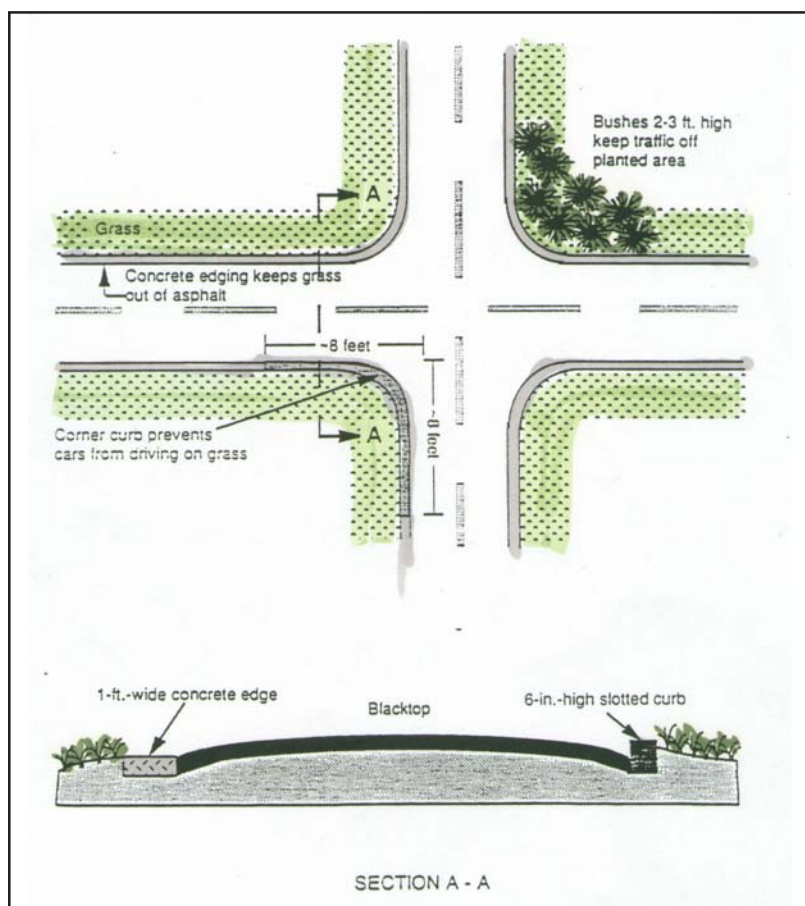 Bushes 2-3 ft. high
keep traffic off
planted area
A
Grass
Concrete edging keeps grass
out of asphalt
~8 feet
~8 feet
A
Corner curb prevents
cars from driving on grass
1-ft.-wide concrete edge
Blacktop
6-in.-high slotted curb
SECTION A - A